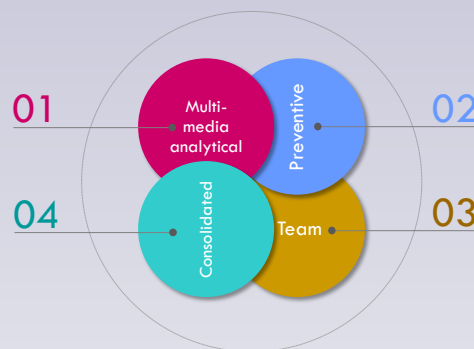 01
Multi-
media
analytical
Preventive
02
04
Consolidated
Team
03